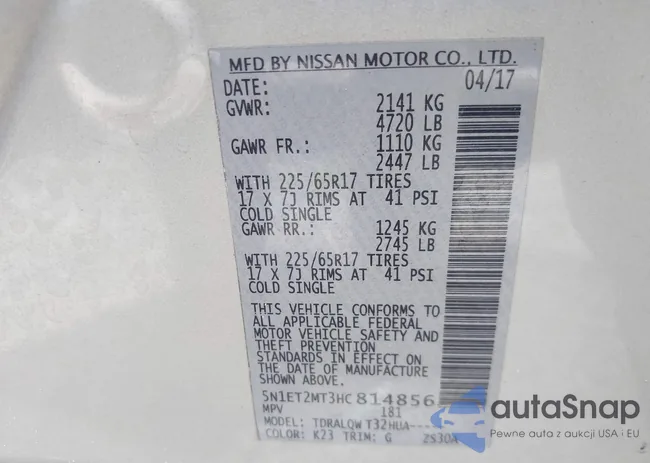 MFD BY NISSAN MOTOR CO., LTD.
DATE: 04/17
GVWR: 2141 KG
4720 LB
GAWR FR.: 1110 KG
2447 LB
WITH 225/65R17 TIRES
17 X 7J RIMS AT 41 PSI
COLD SINGLE
GAWR RR.: 1245 KG
2745 LB
WITH 225/65R17 TIRES
17 X 7J RIMS AT 41 PSI
COLD SINGLE
THIS VEHICLE CONFORMS TO
ALL APPLICABLE FEDERAL
MOTOR VEHICLE SAFETY AND
THEFT PREVENTION
STANDARDS IN EFFECT ON
THE DATE OF MANUFACTURE
SHOWN ABOVE.
5N1ET2MT3HC814856
MPV 181
MODEL: TDRALQW T32HUA----
COLOR: K23 TRIM: G ZS30A
autaSnap
Pewne auta z aukcji USA i EU